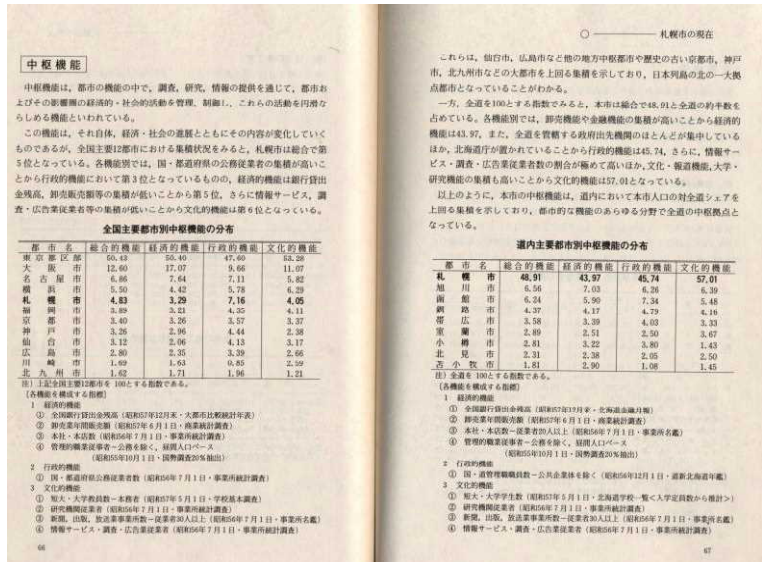 中枢機能
中枢機能は，都市の機能の中で，調査，研究，情報の提供を通じて，都市お
よびその影響圏の経済的・社会的活動を管理，制御し，これらの活動を円滑な
らしめる機能といわれている。
この機能は，それ自体，経済・社会の進展とともにその内容が変化していく
ものであるが，全国主要12都市における集積状況をみると，札幌市は総合で第
5位となっている。各機能別では，国・都道府県の公務従業者の集積が高いこ
とから行政的機能において第3位となっているものの，経済的機能は銀行貸出
金残高，卸売販売額等の集積が低いことから第5位，さらに情報サービス，調
査・広告業従業者等の集積が低いことから文化的機能は第6位となっている。
全国主要都市別中枢機能の分布
都市名 総合的機能 経済的機能 行政的機能 文化的機能
東京都区部 50.43 50.40 47.60 53.28
大阪市 12.60 17.07 9.66 11.07
名古屋市 6.86 7.64 7.11 5.82
横浜市 5.50 4.42 5.78 6.29
札幌市 4,83 3,29 7,16 4,05
福岡市 3.89 3.21 4.35 4.11
京都市 3.40 3.26 3.57 3.37
神戸市 3.26 2.96 4.44 2.38
仙台市 3.12 2.06 4.13 3.17
広島市 2.80 2.35 3.39 2.66
川崎市 1.69 1.63 0.85 2.59
北九州市 1.62 1.71 1.96 1.21
注）上記全国主要12都市を 100とする指数である。
〔各機能を構成する指標〕
1 経済的機能
① 全国銀行貸出金残高（昭和57年12月末・大都市比較統計年表）
② 卸売業年間販売額（昭和57年6月1日・商業統計調査）
③ 本社・本店数（昭和56年7月1日・事業所統計調査）
④ 管理的職業従事者－公務を除く，昼間人口ベース
（昭和55年10月1日・国勢調査20％抽出）
2 行政的機能
① 国・都道府県公務従業者数（昭和56年7月1日・事業所統計調査）
3 文化的機能
① 短大・大学教員数－本務者（昭和57年5月1日・学校基本調査）
② 研究機関従業者（昭和56年7月1日・事業所統計調査）
③ 新聞，出版，放送業事業所数－従業者30人以上（昭和56年7月1日・事業所名鑑）
④ 情報サービス・調査・広告業従業者（昭和56年7月1日・事業所統計調査）
66
札幌市の現在
これらは，仙台市，広島市など他の地方中枢都市や歴史の古い京都市，神戸
市，北九州市などの大都市を上回る集積を示しており，日本列島の北の一大拠
点都市となっていることがわかる。
一方，全道を100とする指数でみると，本市は総合で48.91と全道の約半数を
占めている。各機能別では，卸売機能や金融機能の集積が高いことから経済的
機能は43.97，また，全道を管轄する政府出先機関のほとんどが集中している
ほか，北海道庁が置かれていることから行政的機能は45.74，さらに，情報サー
ビス・調査・広告業従業者数の割合が極めて高いほか，文化・報道機能，大学・
研究機能の集積も高いことから文化的機能は57.01となっている。
以上のように，本市の中枢機能は，道内において本市人口の対全道シェアを
上回る集積を示しており，都市的な機能のあらゆる分野で全道の中枢拠点と
なっている。
道内主要都市別中枢機能の分布
都市名 総合的機能 経済的機能 行政的機能 文化的機能
札幌市 48,91 43,97 45,74 57,01
旭川市 6.56 7.03 6.26 6.39
函館市 6.24 5.90 7.34 5.48
釧路市 4.37 4.17 4.79 4.16
帯広市 3.58 3.39 4.03 3.33
室蘭市 2.89 2.51 2.50 3.67
小樽市 2.81 3.22 3.80 1.43
北見市 2.31 2.38 2.05 2.50
苫小牧市 1.81 2.90 1.08 1.45
注）全道を 100とする指数である。
〔各機能を構成する指標〕
1 経済的機能
① 全国銀行貸出金残高（昭和57年12月末・北海道金融月報）
② 卸売業年間販売額（昭和57年6月1日・商業統計調査）
③ 本社・本店数－従業者20人以上（昭和56年7月1日・事業所名鑑）
④ 管理的職業従事者－公務を除く，昼間人口ベース
（昭和55年10月1日・国勢調査20％抽出）
2 行政的機能
① 国・道管理職職員数－公共企業体を除く（昭和56年12月1日・道新北海道年鑑）
3 文化的機能
① 短大・大学学生数（昭和57年5月1日・北海道学校一覧＜入学定員数から推計＞）
② 研究機関従業者（昭和56年7月1日・事業所統計調査）
③ 新聞，出版，放送業事業所数－従業者30人以上（昭和56年7月1日・事業所名鑑）
④ 情報サービス・調査・広告業従業者（昭和56年7月1日・事業所統計調査）
67